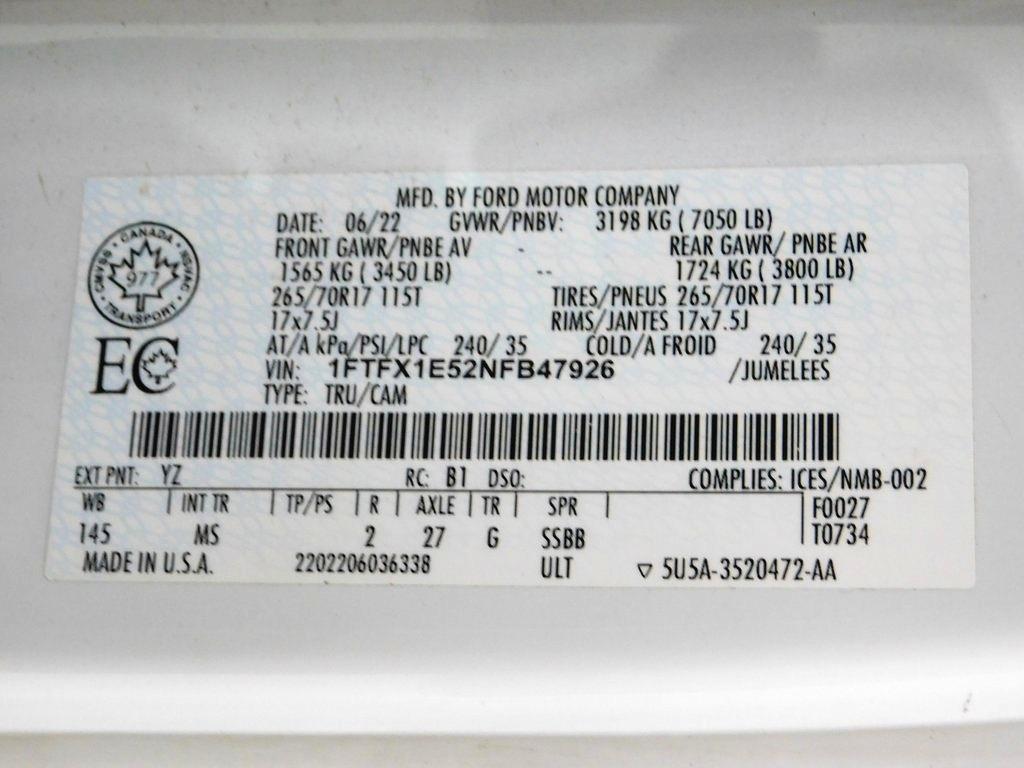 MFD. BY FORD MOTOR COMPANY
DATE: 06/22 GVWR/PNBV: 3198 KG ( 7050 LB)
FRONT GAWR/PNBE AV - REAR GAWR/ PNBE AR
1565 KG ( 3450 LB) -- 1724 KG ( 3800 LB)
265/70R17 115T TIRES/PNEUS 265/70R17 115T
17x7.5J RIMS/JANTES 17x7.5J
AT/A kPa/PSI/LPC 240/ 35 COLD/A FROID 240/ 35
VIN: 1FTFX1E52NFB47926 /JUMELEES
TYPE: TRU/CAM
CANADA
CMVSS 977 NSVAC
TRANSPORT
EC
EXT PNT: YZ RC: B1 DSO: COMPLIES: ICES/NMB-002
WB | INT TR | TP/PS | R | AXLE | TR | SPR | F0027
145 MS 2 27 G SSBB T0734
MADE IN U.S.A. 2202206036338 ULT ▽ 5U5A-3520472-AA